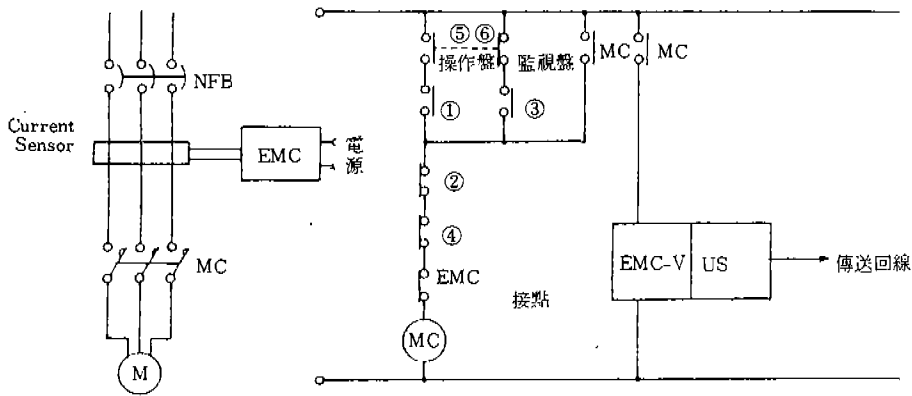 NFB
Current
Sensor
EMC
電
源
MC
M
⑤ ⑥
操作盤
監視盤
MC
MC
①
③
②
④
EMC
接點
MC
EMC-V
US
傳送回線